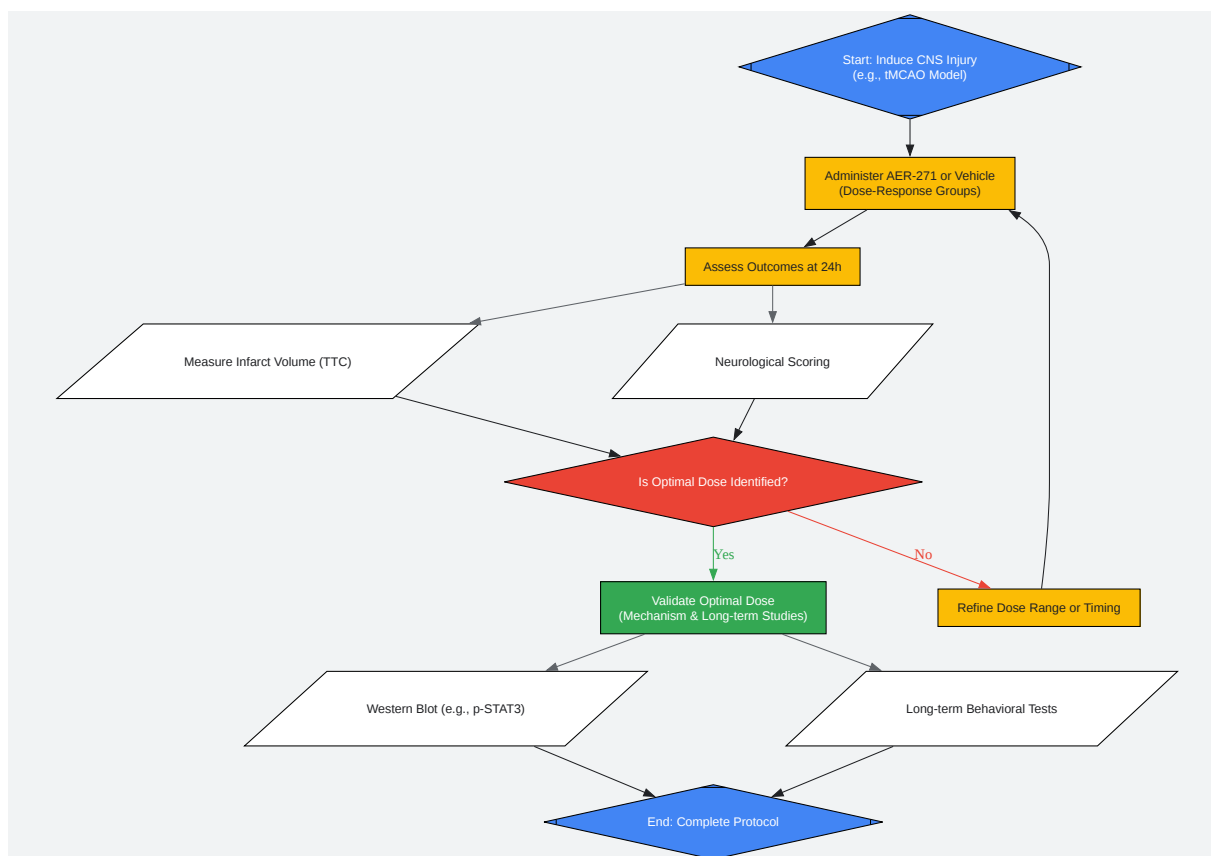 Start: Induce CNS Injury
(e.g., tMCAO Model)
Administer AER-271 or Vehicle
(Dose-Response Groups)
Assess Outcomes at 24h
Measure Infarct Volume (TTC)
Neurological Scoring
Is Optimal Dose Identified?
Yes
No
Validate Optimal Dose
(Mechanism & Long-term Studies)
Refine Dose Range or Timing
Western Blot (e.g., p-STAT3)
Long-term Behavioral Tests
End: Complete Protocol